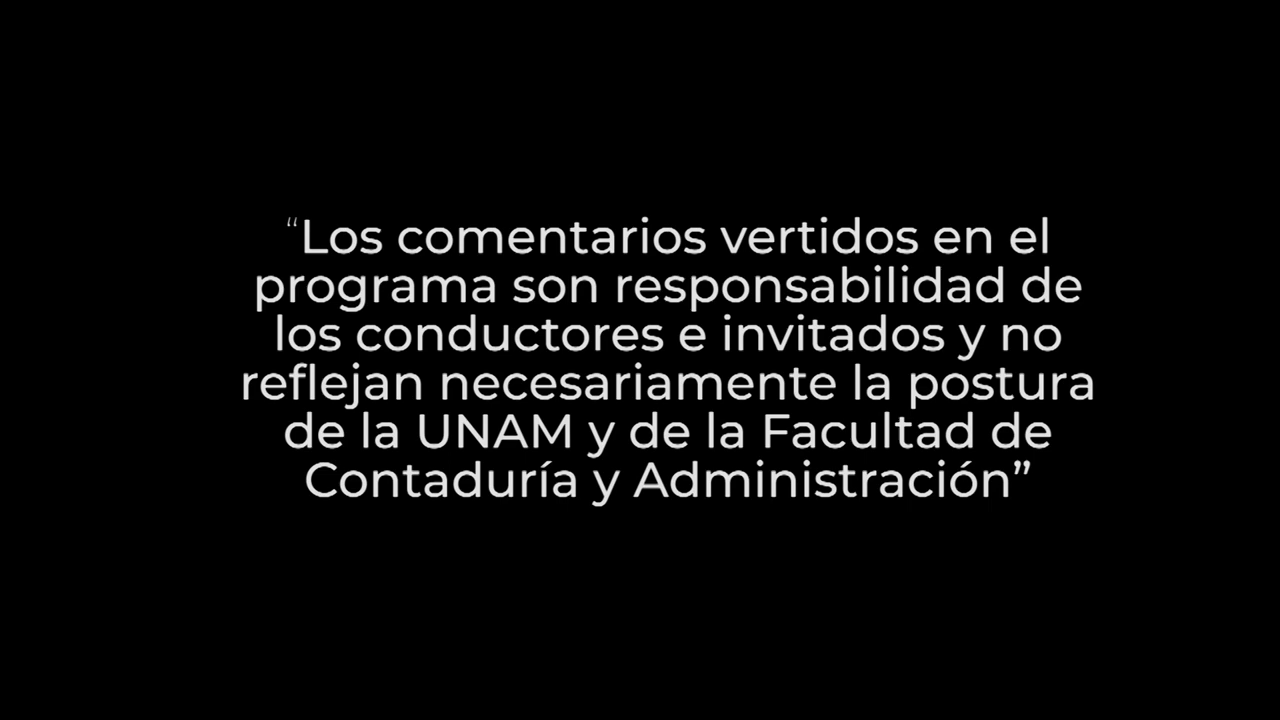 “Los comentarios vertidos en el
programa son responsabilidad de
los conductores e invitados y no
reflejan necesariamente la postura
de la UNAM y de la Facultad de
Contaduría y Administración”